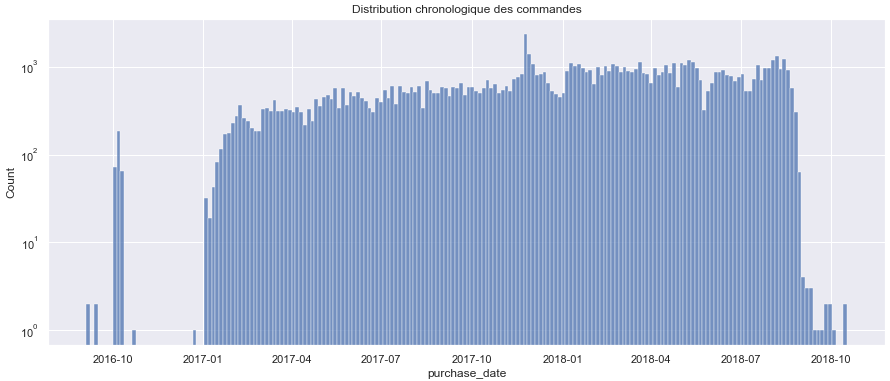 Distribution chronologique des commandes
Count
10³
10²
10¹
10⁰
2016-10 2017-01 2017-04 2017-07 2017-10 2018-01 2018-04 2018-07 2018-10
purchase_date